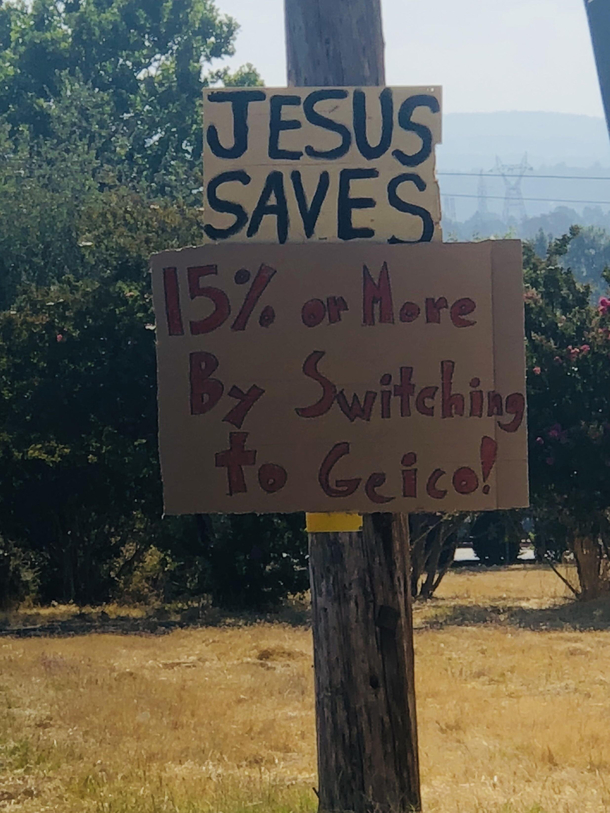 JESUS
SAVES
15% or More
By Switching
to Geico!